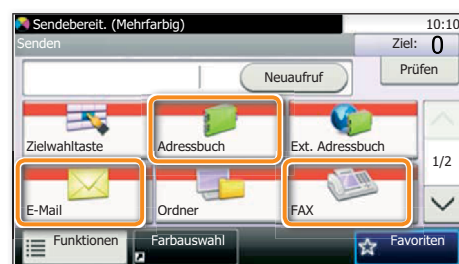 Sendebereit. (Mehrfarbig) 10:10
Senden Ziel: 0
Neuaufruf Prüfen
Zielwahltaste Adressbuch Ext. Adressbuch
1/2
E-Mail Ordner FAX
Funktionen Farbauswahl Favoriten